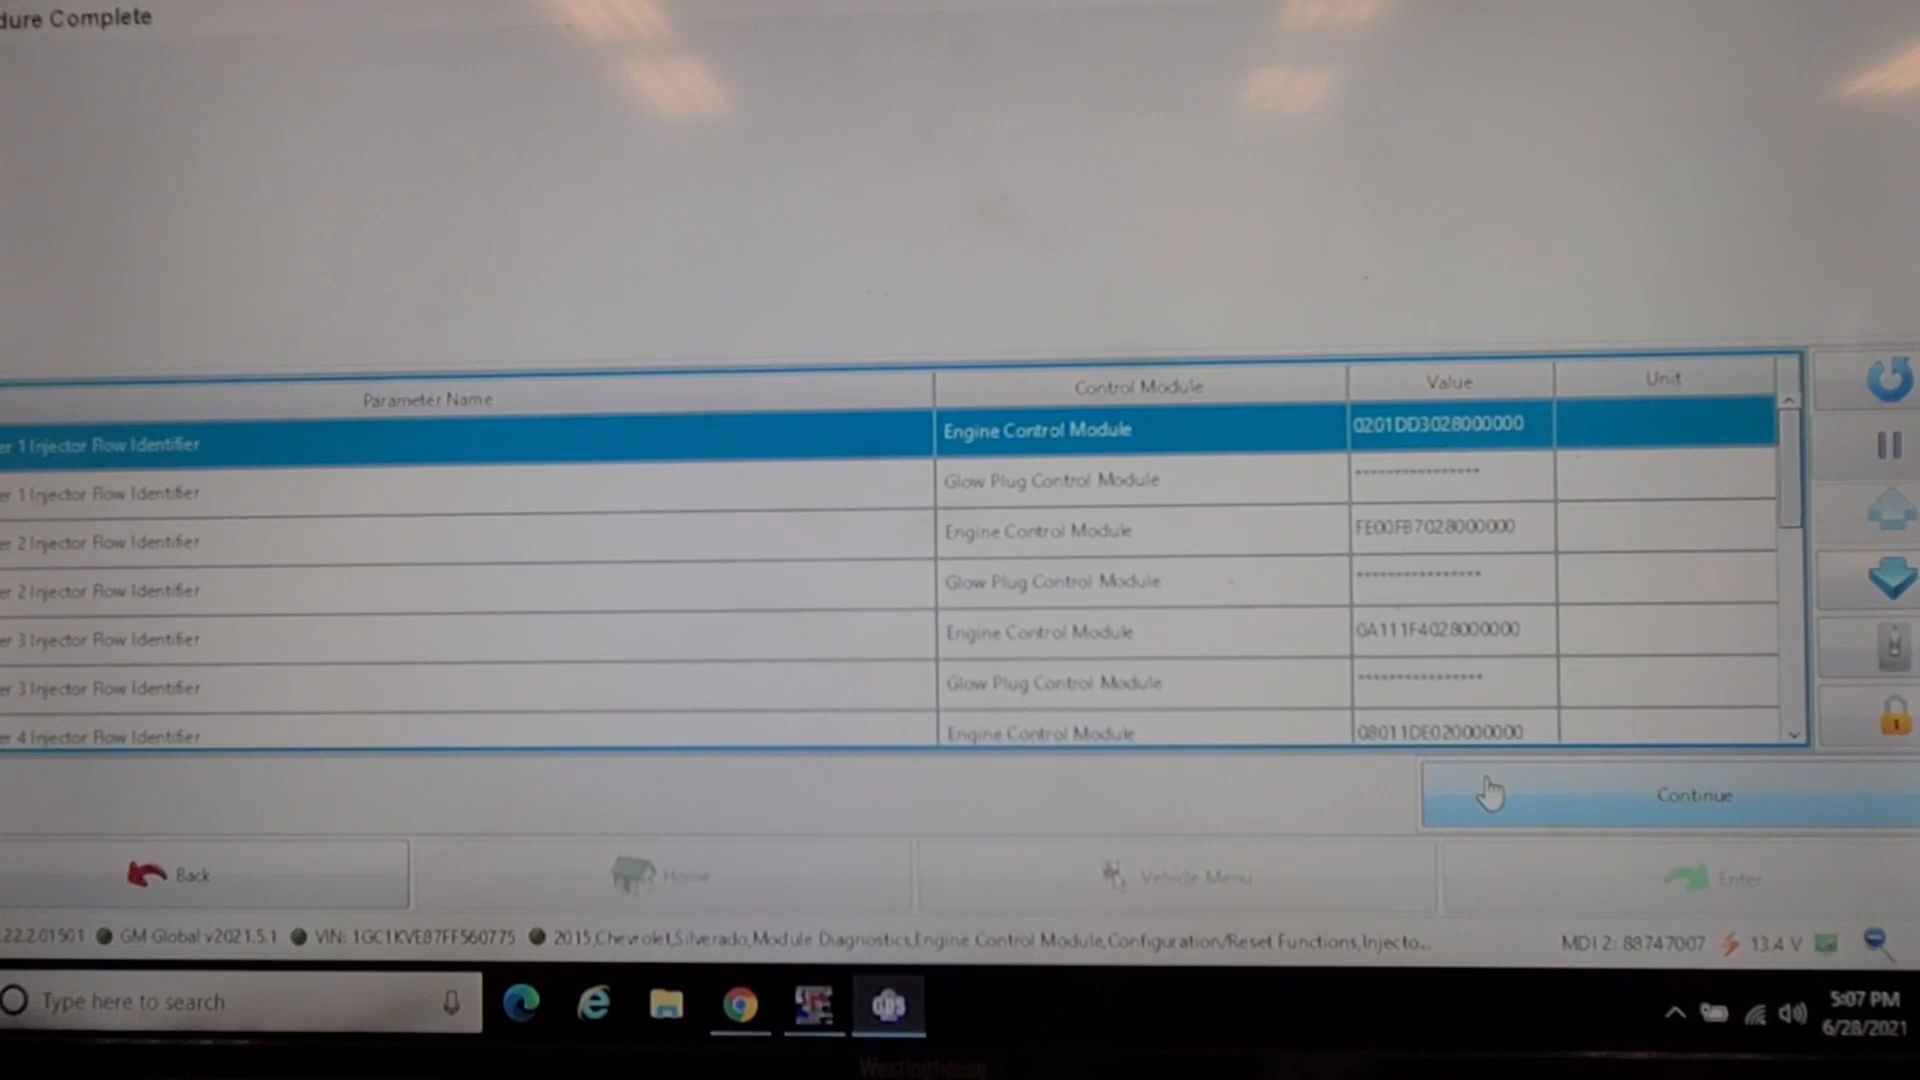 dure Complete
Parameter Name Control Module Value Unit
er 1 Injector Flow Identifier Engine Control Module 0201DD3028000000
er 1 Injector Flow Identifier Glow Plug Control Module ****************
er 2 Injector Flow Identifier Engine Control Module FE00FB7028000000
er 2 Injector Flow Identifier Glow Plug Control Module ****************
er 3 Injector Flow Identifier Engine Control Module 0A111F4028000000
er 3 Injector Flow Identifier Glow Plug Control Module ****************
er 4 Injector Flow Identifier Engine Control Module 08011DE020000000
Continue
Back Home Vehicle Menu Enter
.22.2.01501 GM Global v2021.5.1 VIN: 1GC1KVE87FF560775 2015,Chevrolet,Silverado,Module Diagnostics,Engine Control Module,Configuration/Reset Functions,Injecto... MDI 2: 88747007 13.4 V
Type here to search
5:07 PM
6/28/2021
Westinghouse